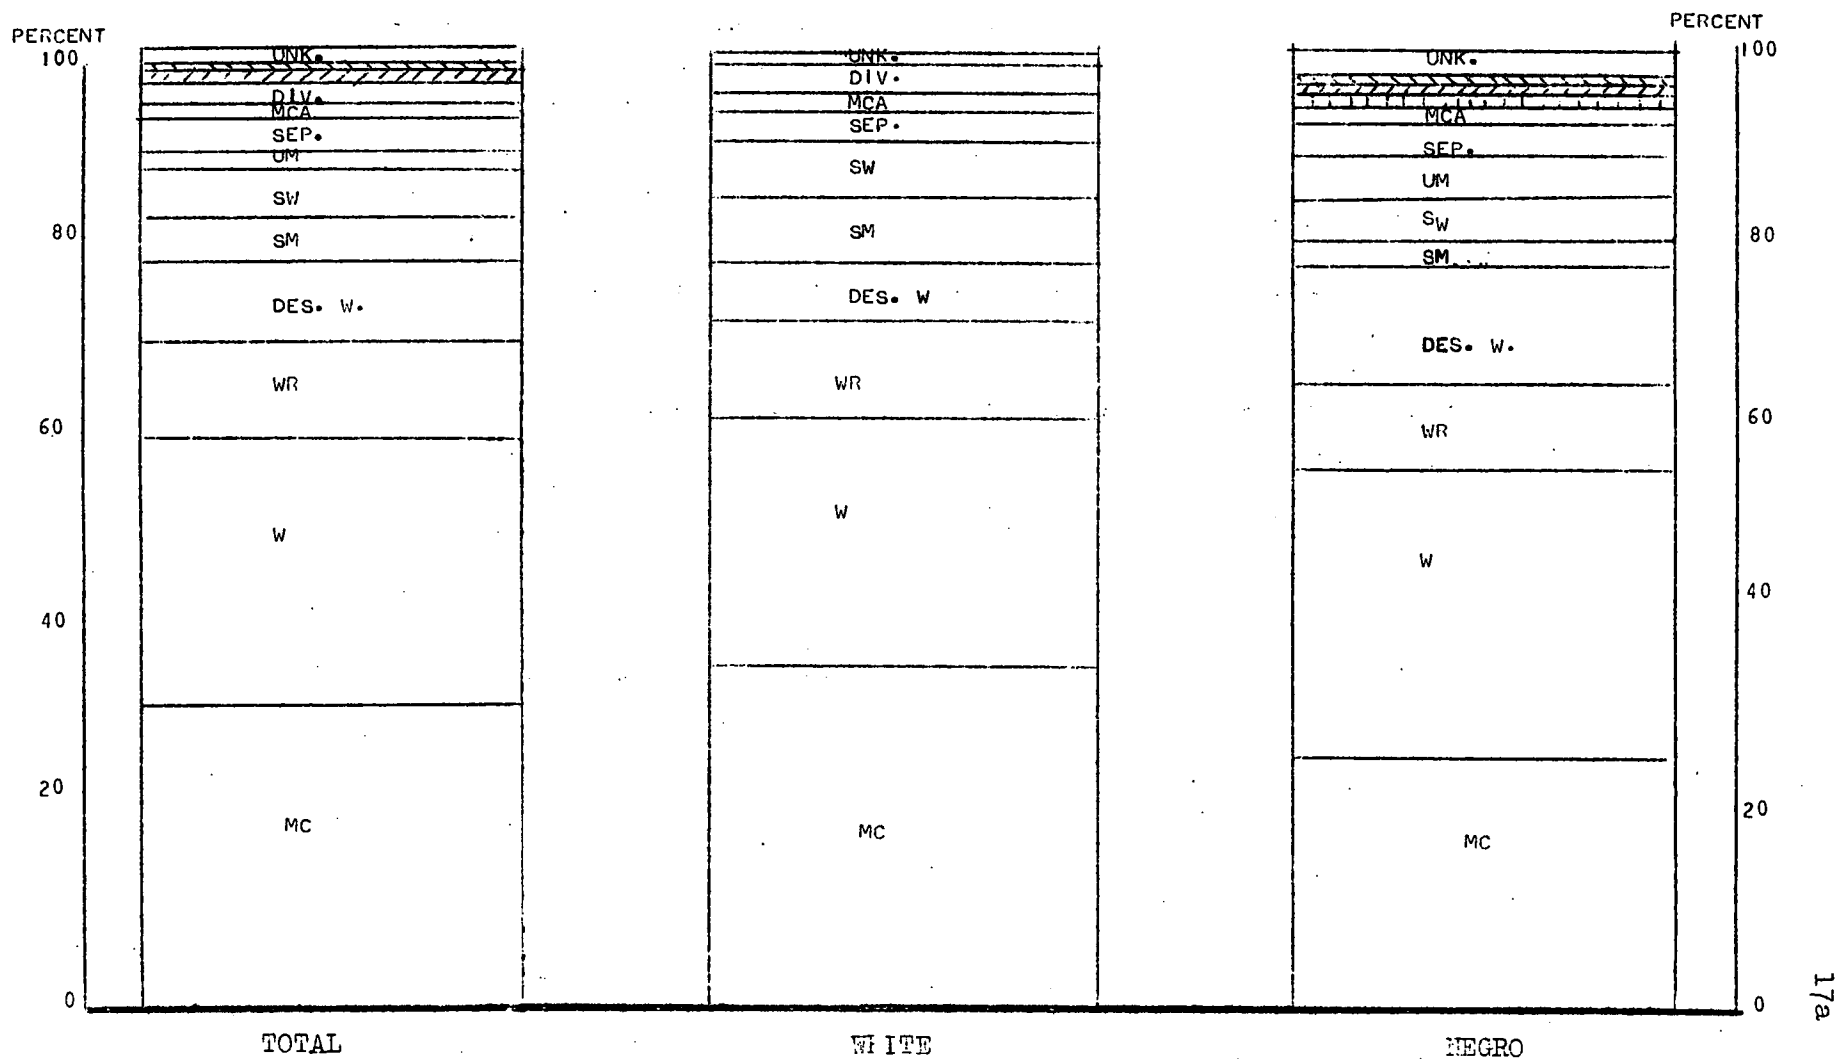 PERCENT
100
80
60
40
20
0
UNK.
DIV.
MCA
SEP.
UM
SW
SM
DES. W.
WR
W
MC
TOTAL
UNK.
DIV.
MCA
SEP.
SW
SM
DES. W
WR
W
MC
WHITE
UNK.
MCA
SEP.
UM
SW
SM
DES. W.
WR
W
MC
NEGRO
PERCENT
100
80
60
40
20
0
17a